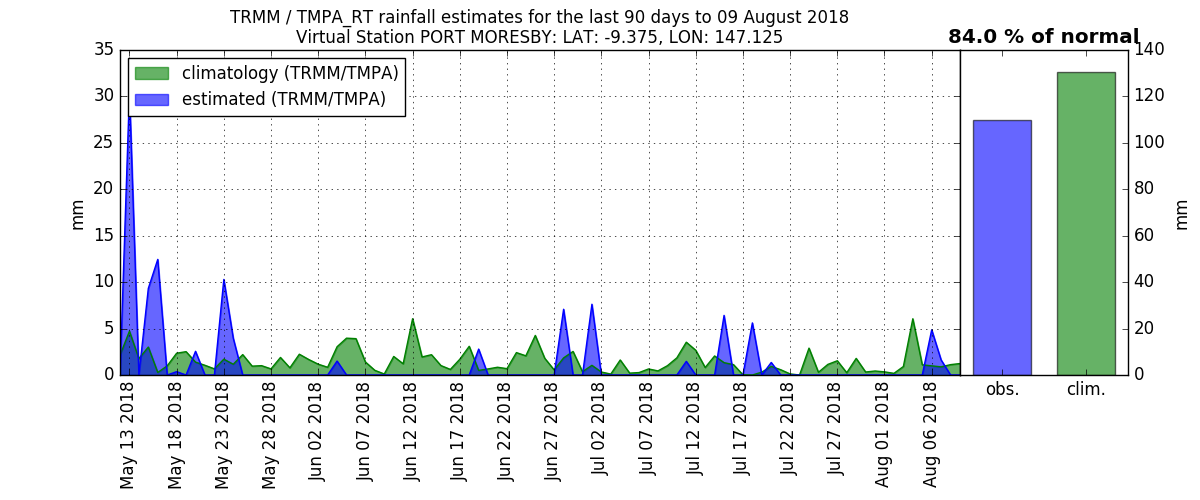 TRMM / TMPA_RT rainfall estimates for the last 90 days to 09 August 2018
Virtual Station PORT MORESBY: LAT: -9.375, LON: 147.125
84.0 % of normal
climatology (TRMM/TMPA)
estimated (TRMM/TMPA)
mm
35
30
25
20
15
10
5
0
May 13 2018
May 18 2018
May 23 2018
May 28 2018
Jun 02 2018
Jun 07 2018
Jun 12 2018
Jun 17 2018
Jun 22 2018
Jun 27 2018
Jul 02 2018
Jul 07 2018
Jul 12 2018
Jul 17 2018
Jul 22 2018
Jul 27 2018
Aug 01 2018
Aug 06 2018
140
120
100
80
60
40
20
0
mm
obs.
clim.